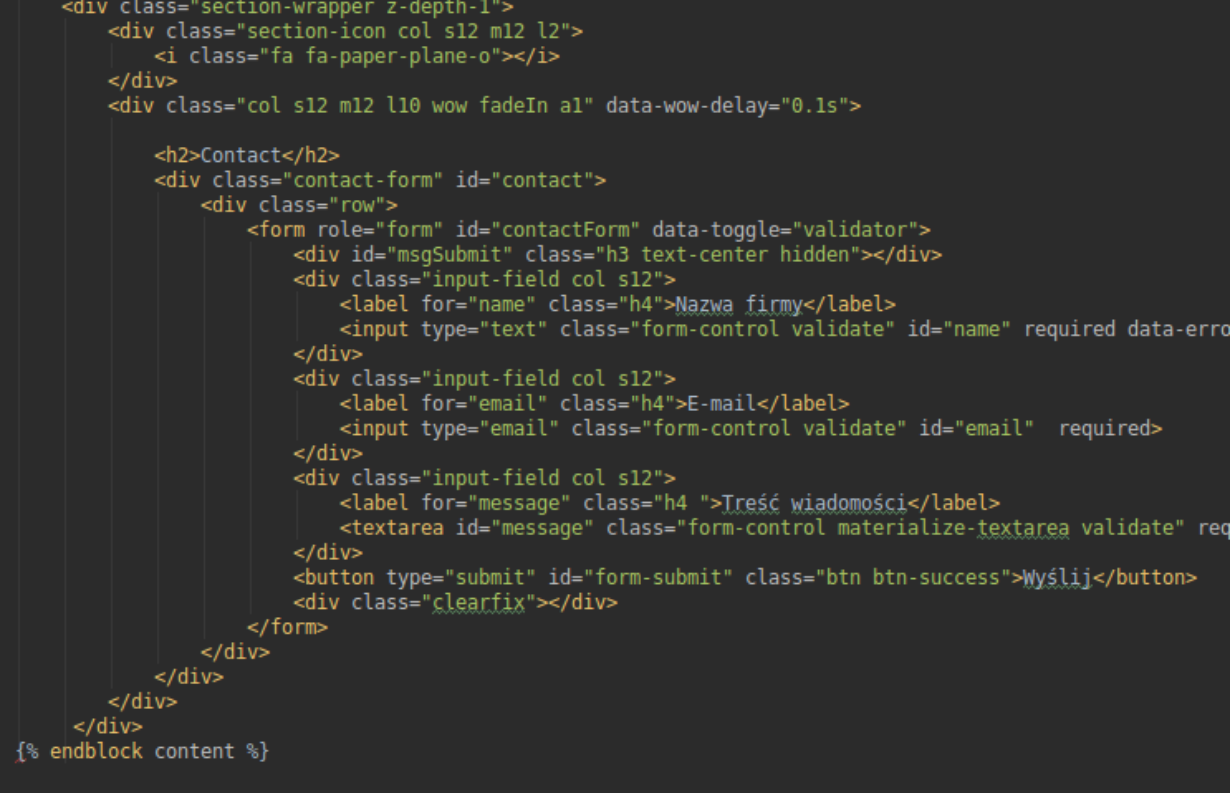 <div class="section-wrapper z-depth-1">
<div class="section-icon col s12 m12 l2">
<i class="fa fa-paper-plane-o"></i>
</div>
<div class="col s12 m12 l10 wow fadeIn a1" data-wow-delay="0.1s">
<h2>Contact</h2>
<div class="contact-form" id="contact">
<div class="row">
<form role="form" id="contactForm" data-toggle="validator">
<div id="msgSubmit" class="h3 text-center hidden"></div>
<div class="input-field col s12">
<label for="name" class="h4">Nazwa firmy</label>
<input type="text" class="form-control validate" id="name" required data-erro
</div>
<div class="input-field col s12">
<label for="email" class="h4">E-mail</label>
<input type="email" class="form-control validate" id="email"  required>
</div>
<div class="input-field col s12">
<label for="message" class="h4 ">Treść wiadomości</label>
<textarea id="message" class="form-control materialize-textarea validate" req
</div>
<button type="submit" id="form-submit" class="btn btn-success">Wyślij</button>
<div class="clearfix"></div>
</form>
</div>
</div>
</div>
</div>
{% endblock content %}